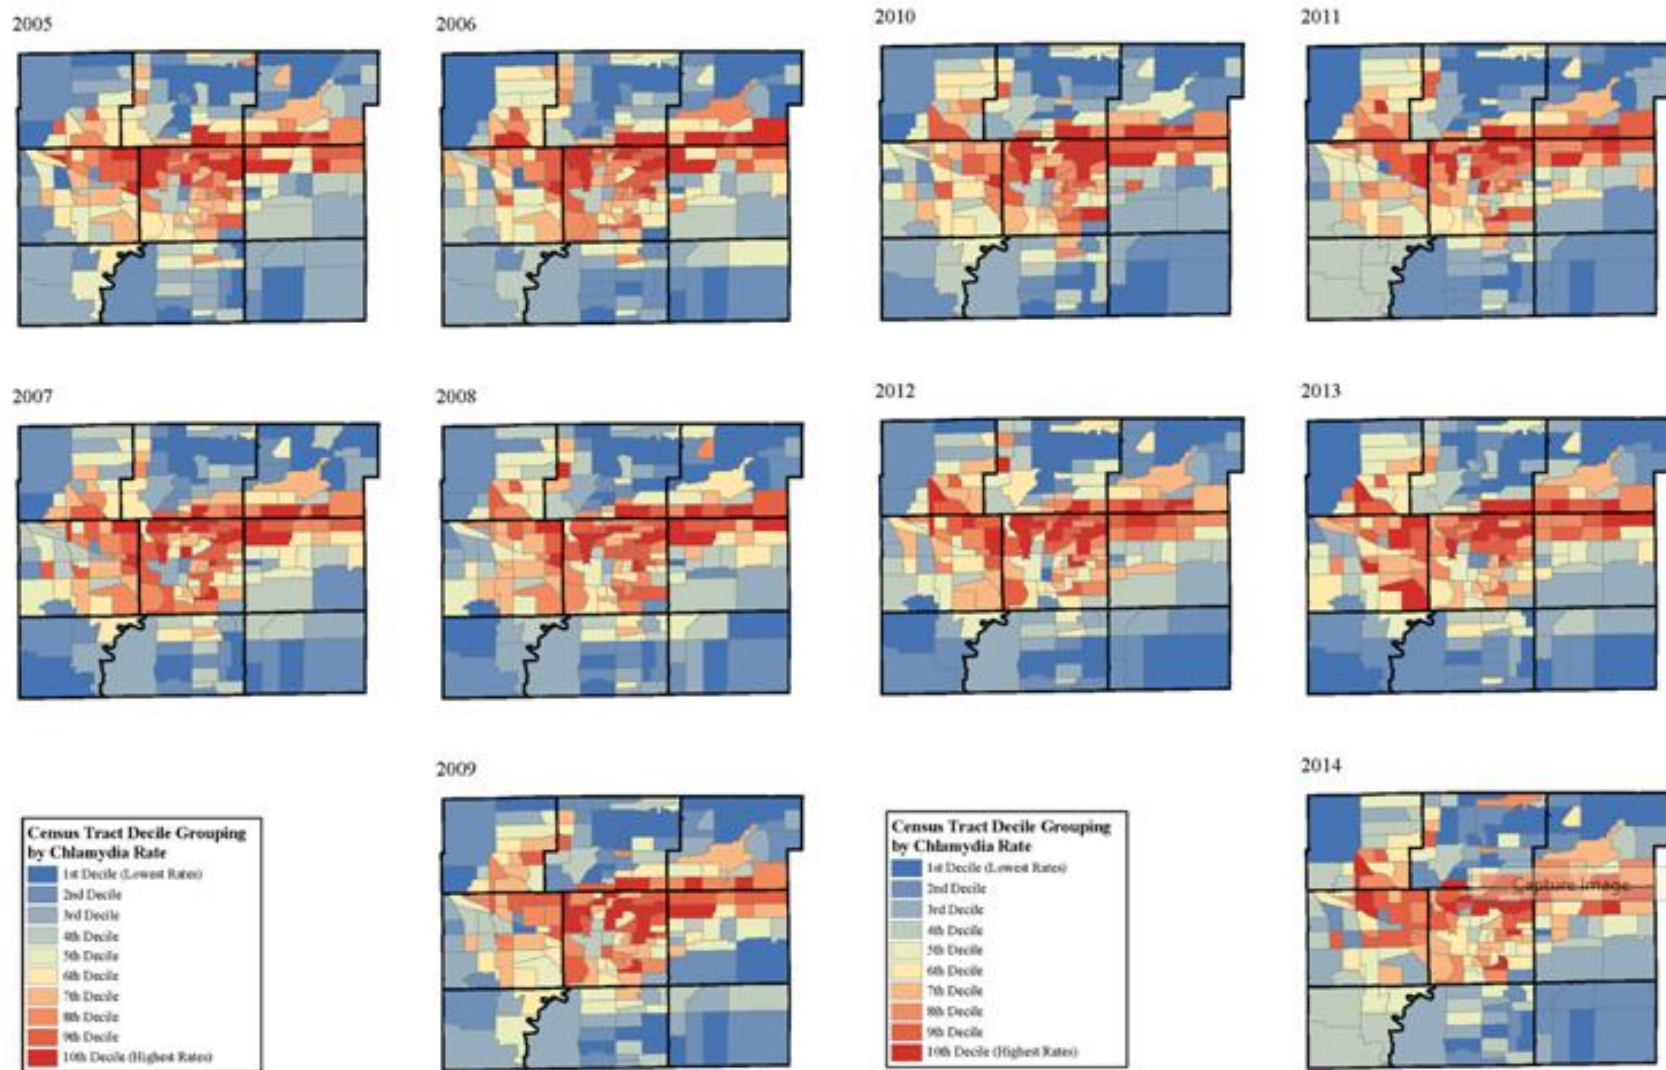 2005
2006
2010
2011
2007
2008
2012
2013
2009
2014
Capture Image
Census Tract Decile Grouping
by Chlamydia Rate
1st Decile (Lowest Rates)
2nd Decile
3rd Decile
4th Decile
5th Decile
6th Decile
7th Decile
8th Decile
9th Decile
10th Decile (Highest Rates)
Census Tract Decile Grouping
by Chlamydia Rate
1st Decile (Lowest Rates)
2nd Decile
3rd Decile
4th Decile
5th Decile
6th Decile
7th Decile
8th Decile
9th Decile
10th Decile (Highest Rates)